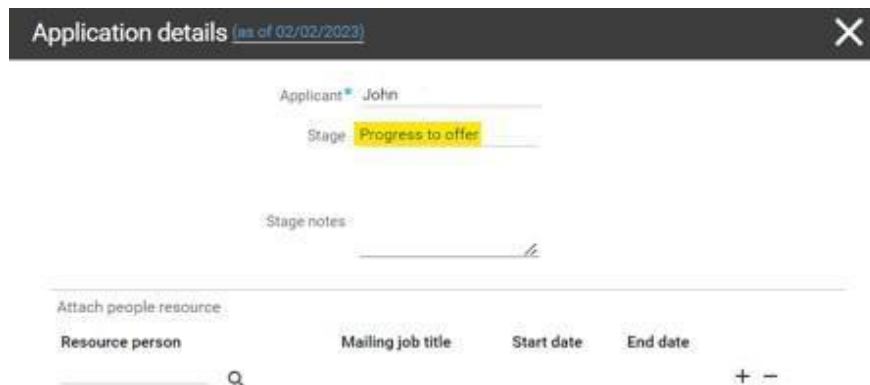 Application details (as of 02/02/2023)
Applicant* John
Stage Progress to offer
Stage notes
Attach people resource
Resource person Mailing job title Start date End date